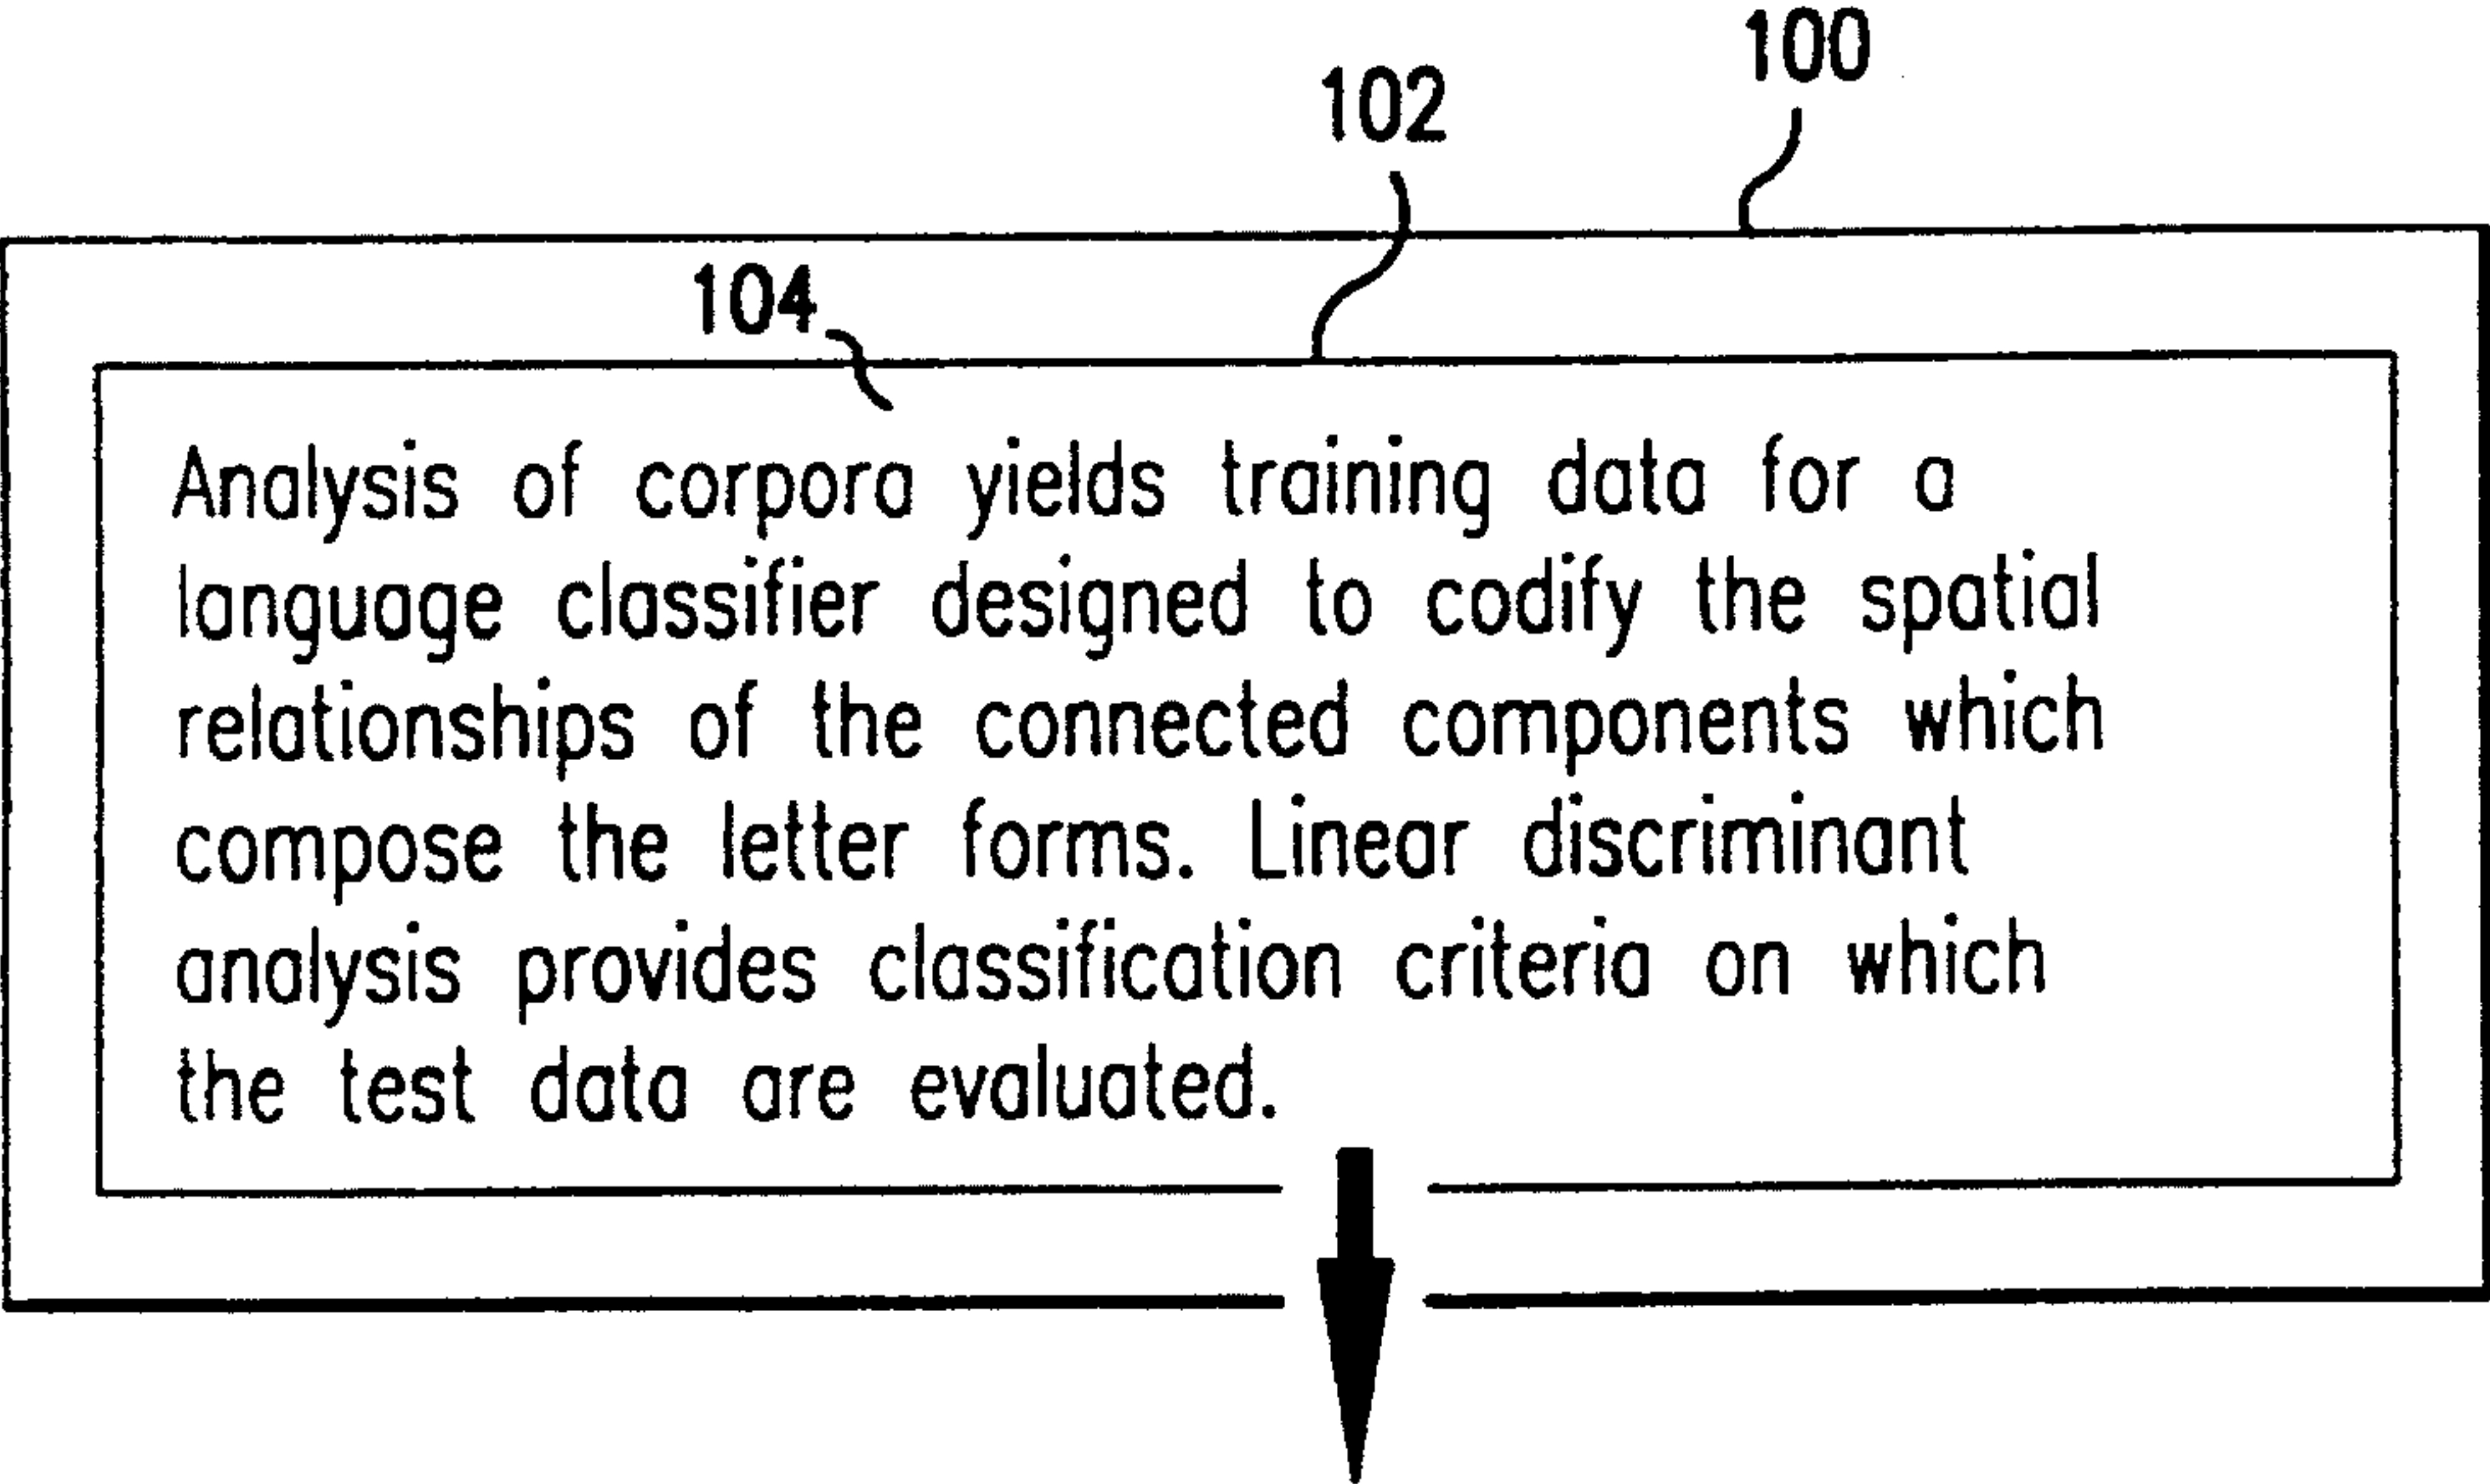 100
102
104
Analysis of corpora yields training data for a
language classifier designed to codify the spatial
relationships of the connected components which
compose the letter forms. Linear discriminant
analysis provides classification criteria on which
the test data are evaluated.